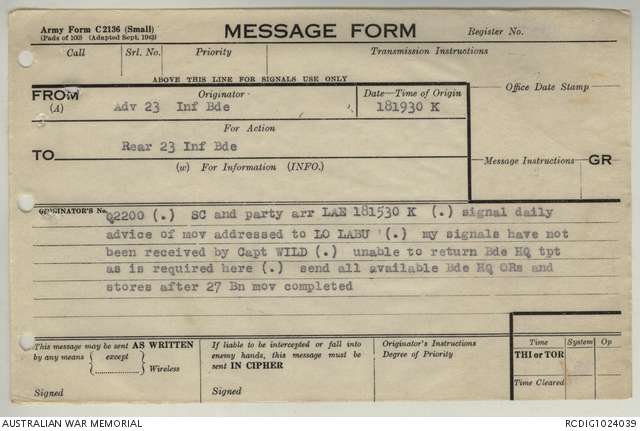 Army Form C2136 (Small)
(Pads of 100) (Adapted Sept. 1943)
MESSAGE FORM
Register No.
Call Srl. No. Priority Transmission Instructions
ABOVE THIS LINE FOR SIGNALS USE ONLY
FROM (A) Originator Date—Time of Origin Office Date Stamp
Adv 23 Inf Bde 181930 K
For Action
TO Rear 23 Inf Bde
(w) For Information (INFO.) Message Instructions GR
ORIGINATOR'S No.
Q2200 (.) SC and party arr LAE 181530 K (.) signal daily
advice of mov addressed to LO LABU (.) my signals have not
been received by Capt WILD (.) unable to return Bde HQ tpt
as is required here (.) send all available Bde HQ ORs and
stores after 27 Bn mov completed
This message may be sent AS WRITTEN
by any means { except
Wireless
Signed
If liable to be intercepted or fall into
enemy hands, this message must be
sent IN CIPHER
Signed
Originator's Instructions
Degree of Priority
Time System Op
THI or TOR
Time Cleared
AUSTRALIAN WAR MEMORIAL RCDIG1024039